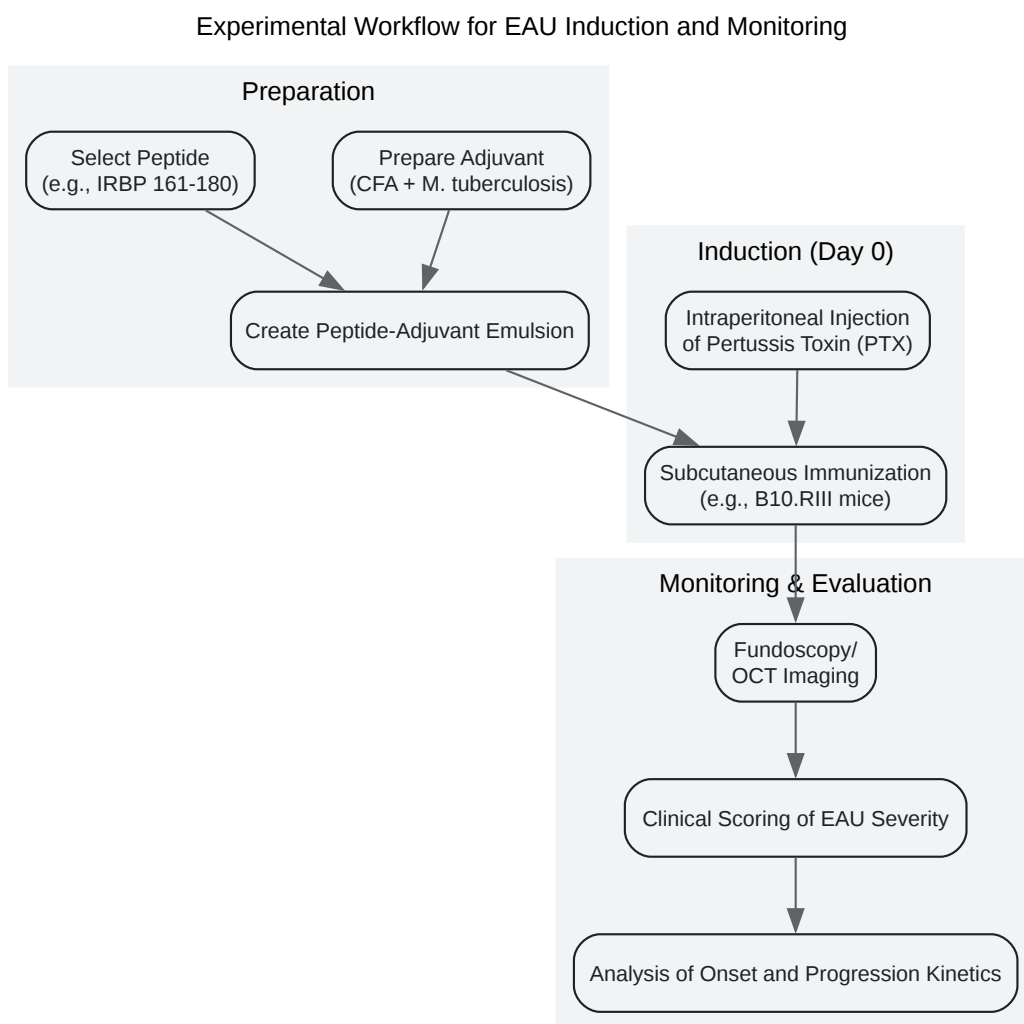 Experimental Workflow for EAU Induction and Monitoring
Preparation
Select Peptide
(e.g., IRBP 161-180)
Prepare Adjuvant
(CFA + M. tuberculosis)
Create Peptide-Adjuvant Emulsion
Induction (Day 0)
Intraperitoneal Injection
of Pertussis Toxin (PTX)
Subcutaneous Immunization
(e.g., B10.RIII mice)
Monitoring & Evaluation
Fundoscopy/
OCT Imaging
Clinical Scoring of EAU Severity
Analysis of Onset and Progression Kinetics